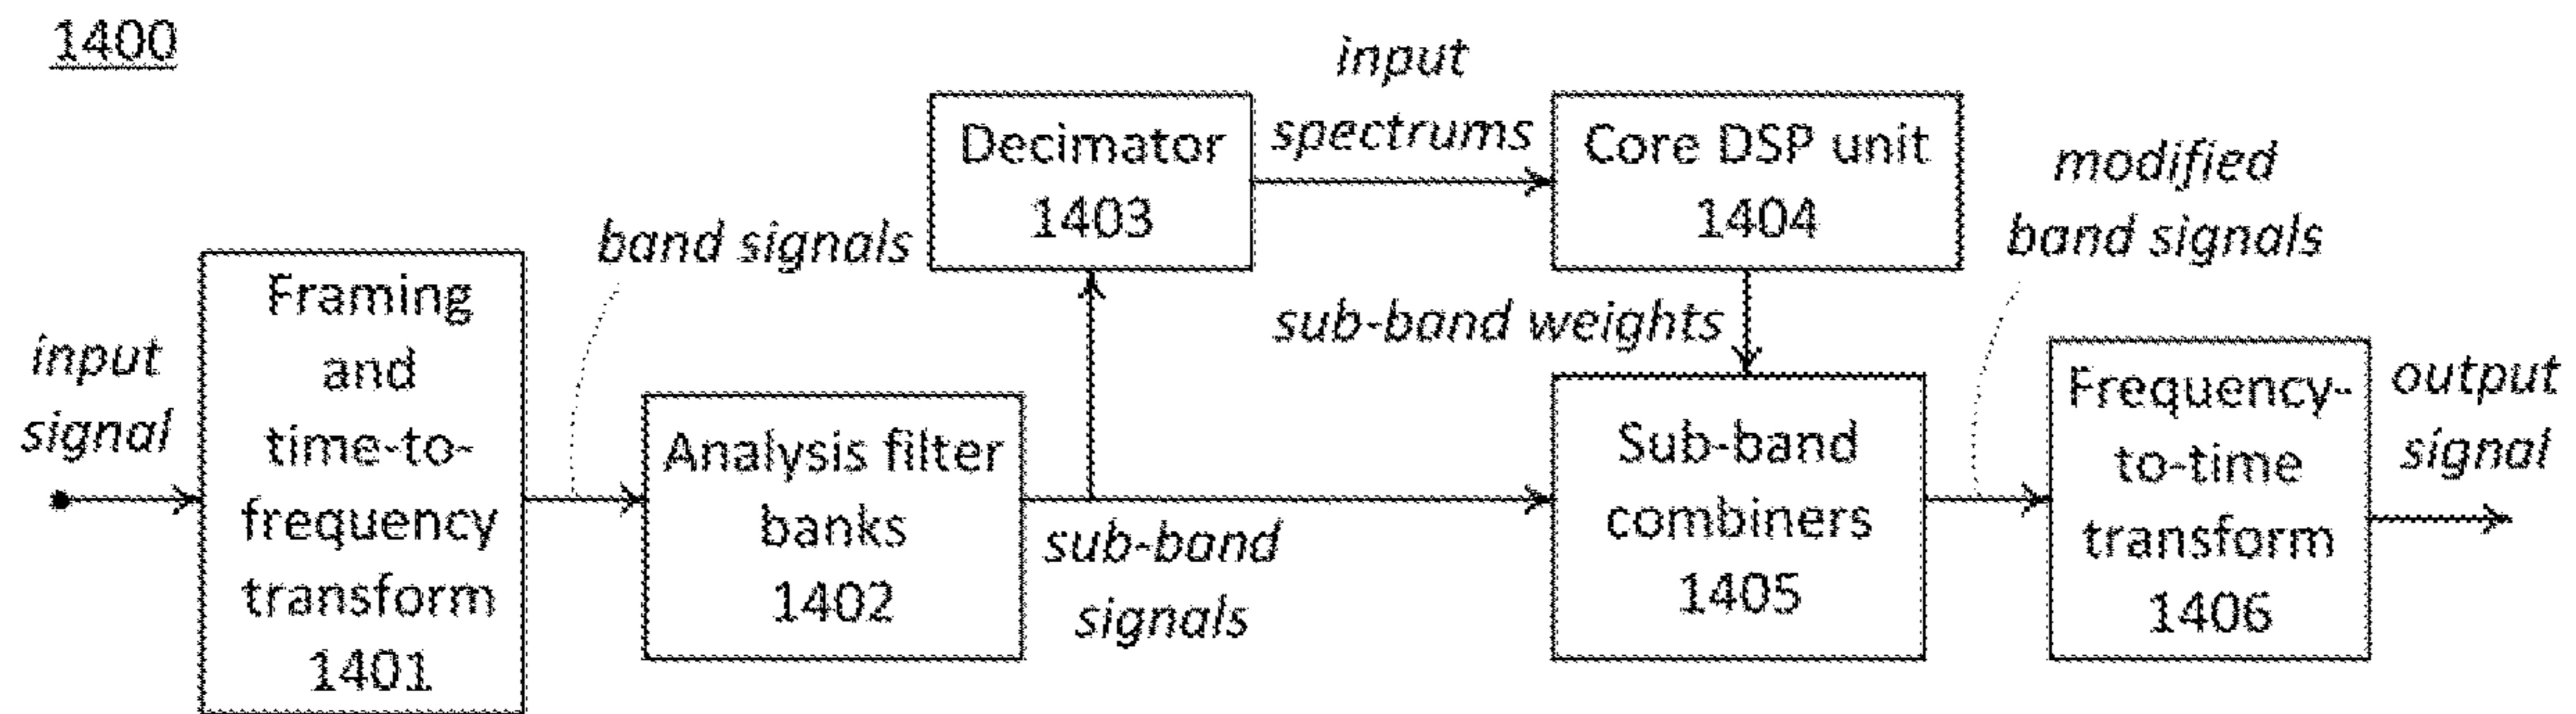 1400
input
signal
Framing
and
time-to-
frequency
transform
1401
band signals
Analysis filter
banks
1402
sub-band
signals
Decimator
1403
input
spectrums
Core DSP unit
1404
sub-band weights
Sub-band
combiners
1405
modified
band signals
Frequency-
to-time
transform
1406
output
signal